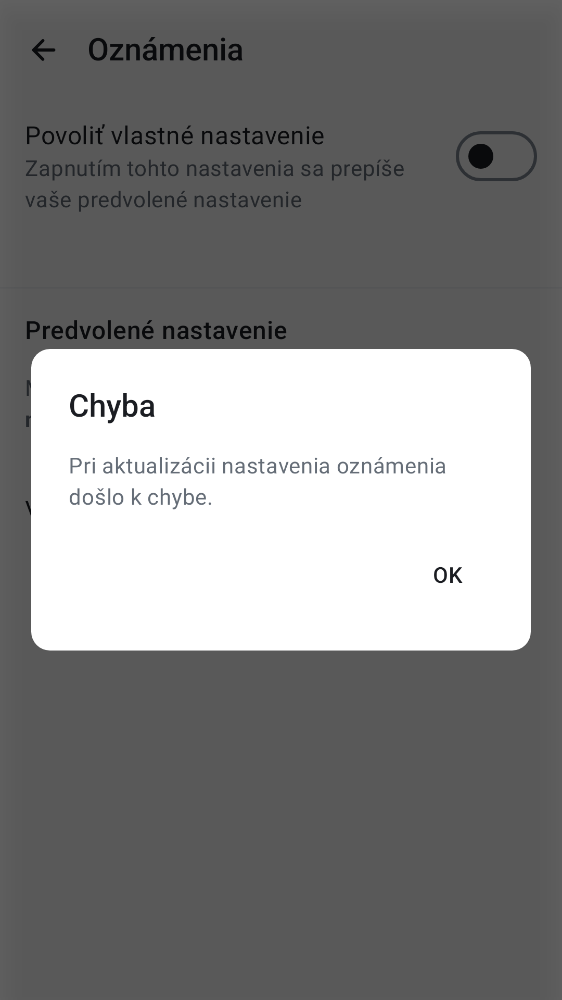 Oznámenia
Povoliť vlastné nastavenie
Zapnutím tohto nastavenia sa prepíše
vaše predvolené nastavenie
Predvolené nastavenie
Chyba
Pri aktualizácii nastavenia oznámenia
došlo k chybe.
OK